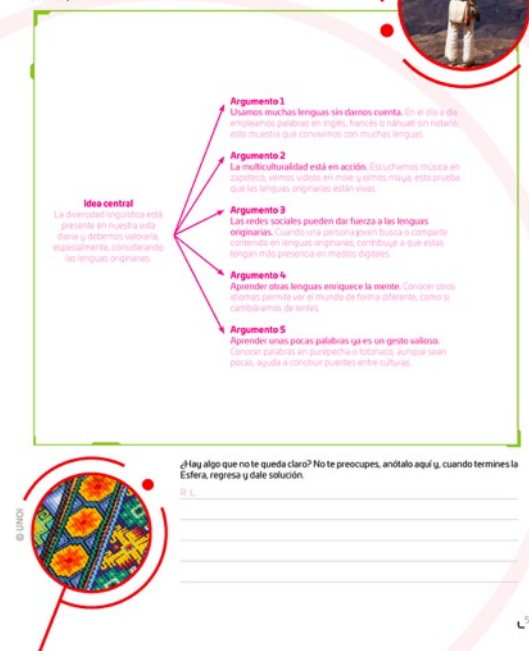 Idea central
La diversidad lingüística está
presente en nuestra vida
diaria y debemos valorarla,
especialmente, considerando
las lenguas originarias.
Argumento 1
Usamos muchas lenguas sin darnos cuenta. En el día a día
empleamos palabras en inglés, francés o náhuatl sin notarlo:
esto muestra que convivimos con muchas lenguas.
Argumento 2
La multiculturalidad está en acción. Escuchamos música en
zapoteco, vemos videos en mixe y oímos maya; esto prueba
que las lenguas originarias están vivas.
Argumento 3
Las redes sociales pueden dar fuerza a las lenguas
originarias. Cuando una persona joven busca o comparte
contenido en lenguas originarias, contribuye a que estas
tengan más presencia en medios digitales.
Argumento 4
Aprender otras lenguas enriquece la mente. Conocer otros
idiomas permite ver el mundo de forma diferente, como si
cambiáramos de lentes.
Argumento 5
Aprender unas pocas palabras ya es un gesto valioso.
Conocer palabras en purépecha o totonaco, aunque sean
pocas, ayuda a construir puentes entre culturas.
¿Hay algo que no te queda claro? No te preocupes, anótalo aquí y, cuando termines la
Esfera, regresa y dale solución.
R. L.
© UNOi
5